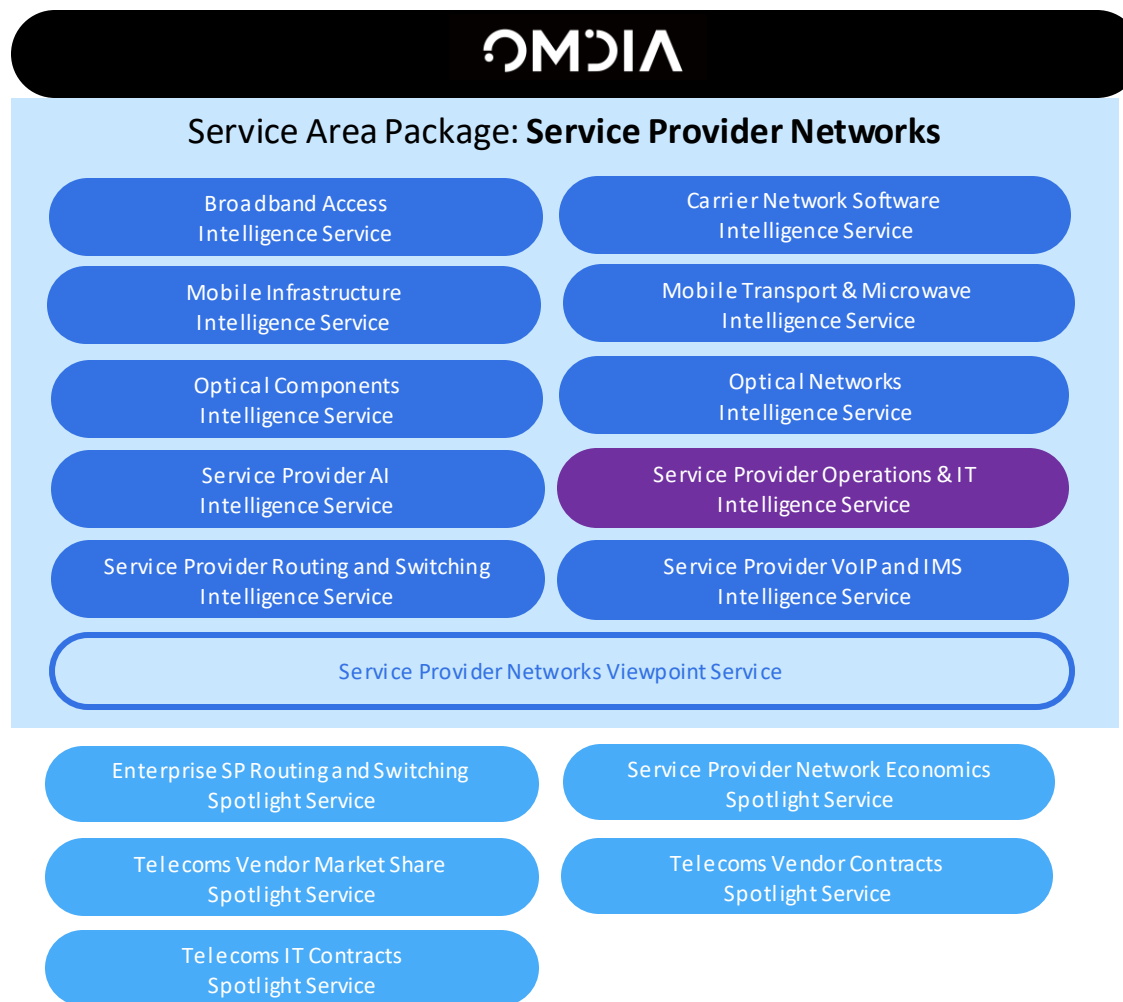 OMDIA
Service Area Package: Service Provider Networks
Broadband Access
Intelligence Service
Carrier Network Software
Intelligence Service
Mobile Infrastructure
Intelligence Service
Mobile Transport & Microwave
Intelligence Service
Optical Components
Intelligence Service
Optical Networks
Intelligence Service
Service Provider AI
Intelligence Service
Service Provider Operations & IT
Intelligence Service
Service Provider Routing and Switching
Intelligence Service
Service Provider VoIP and IMS
Intelligence Service
Service Provider Networks Viewpoint Service
Enterprise SP Routing and Switching
Spotlight Service
Service Provider Network Economics
Spotlight Service
Telecoms Vendor Market Share
Spotlight Service
Telecoms Vendor Contracts
Spotlight Service
Telecoms IT Contracts
Spotlight Service